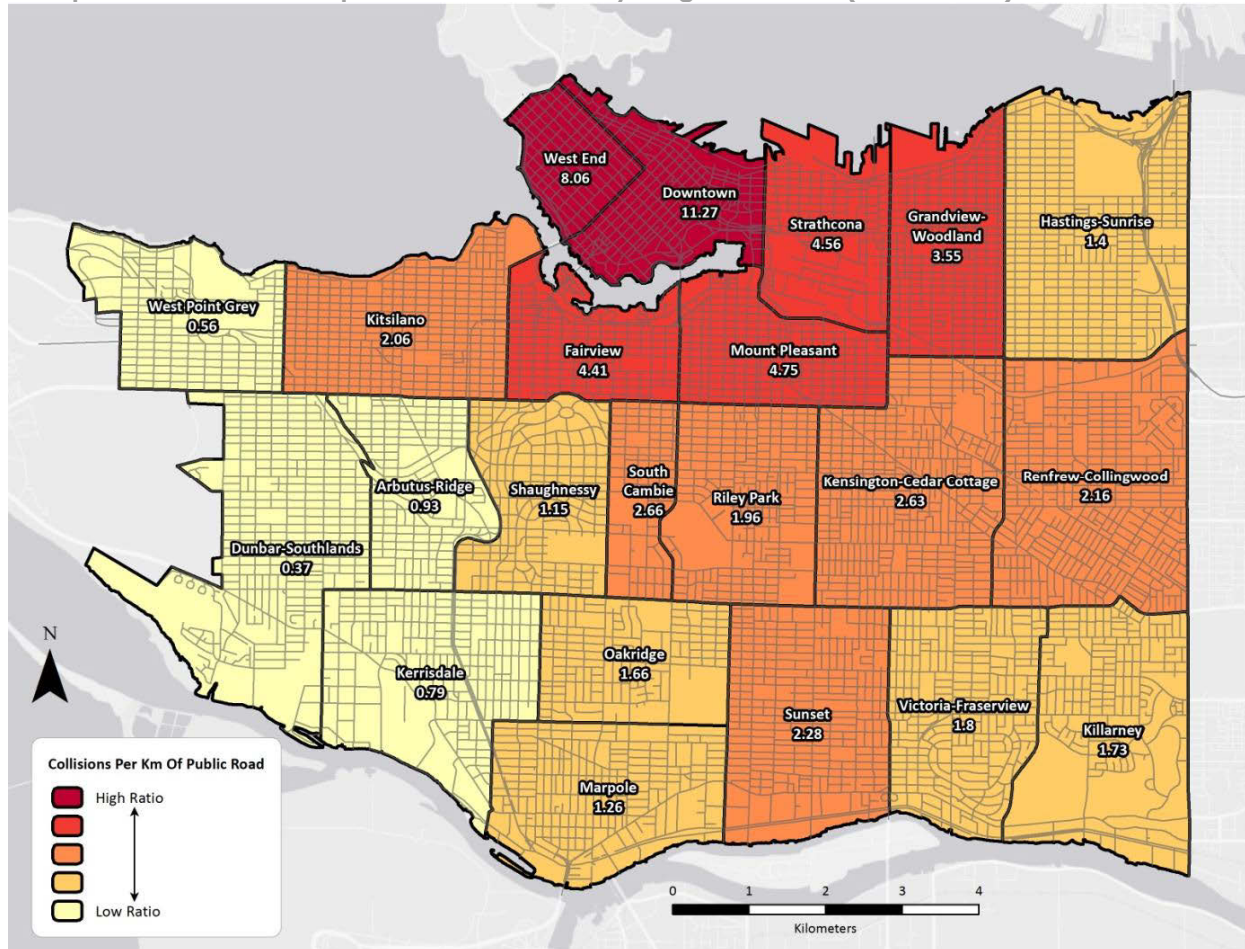 West End
8.06
Downtown
11.27
Strathcona
4.56
Grandview-
Woodland
3.55
Hastings-Sunrise
1.4
West Point Grey
0.56
Kitsilano
2.06
Fairview
4.41
Mount Pleasant
4.75
Arbutus-Ridge
0.93
Shaughnessy
1.15
South
Cambie
2.66
Riley Park
1.96
Kensington-Cedar Cottage
2.63
Renfrew-Collingwood
2.16
Dunbar-Southlands
0.37
Kerrisdale
0.79
Oakridge
1.66
Sunset
2.28
Victoria-Fraserview
1.8
Killarney
1.73
Marpole
1.26
N
Collisions Per Km Of Public Road
High Ratio
Low Ratio
0 1 2 3 4
Kilometers